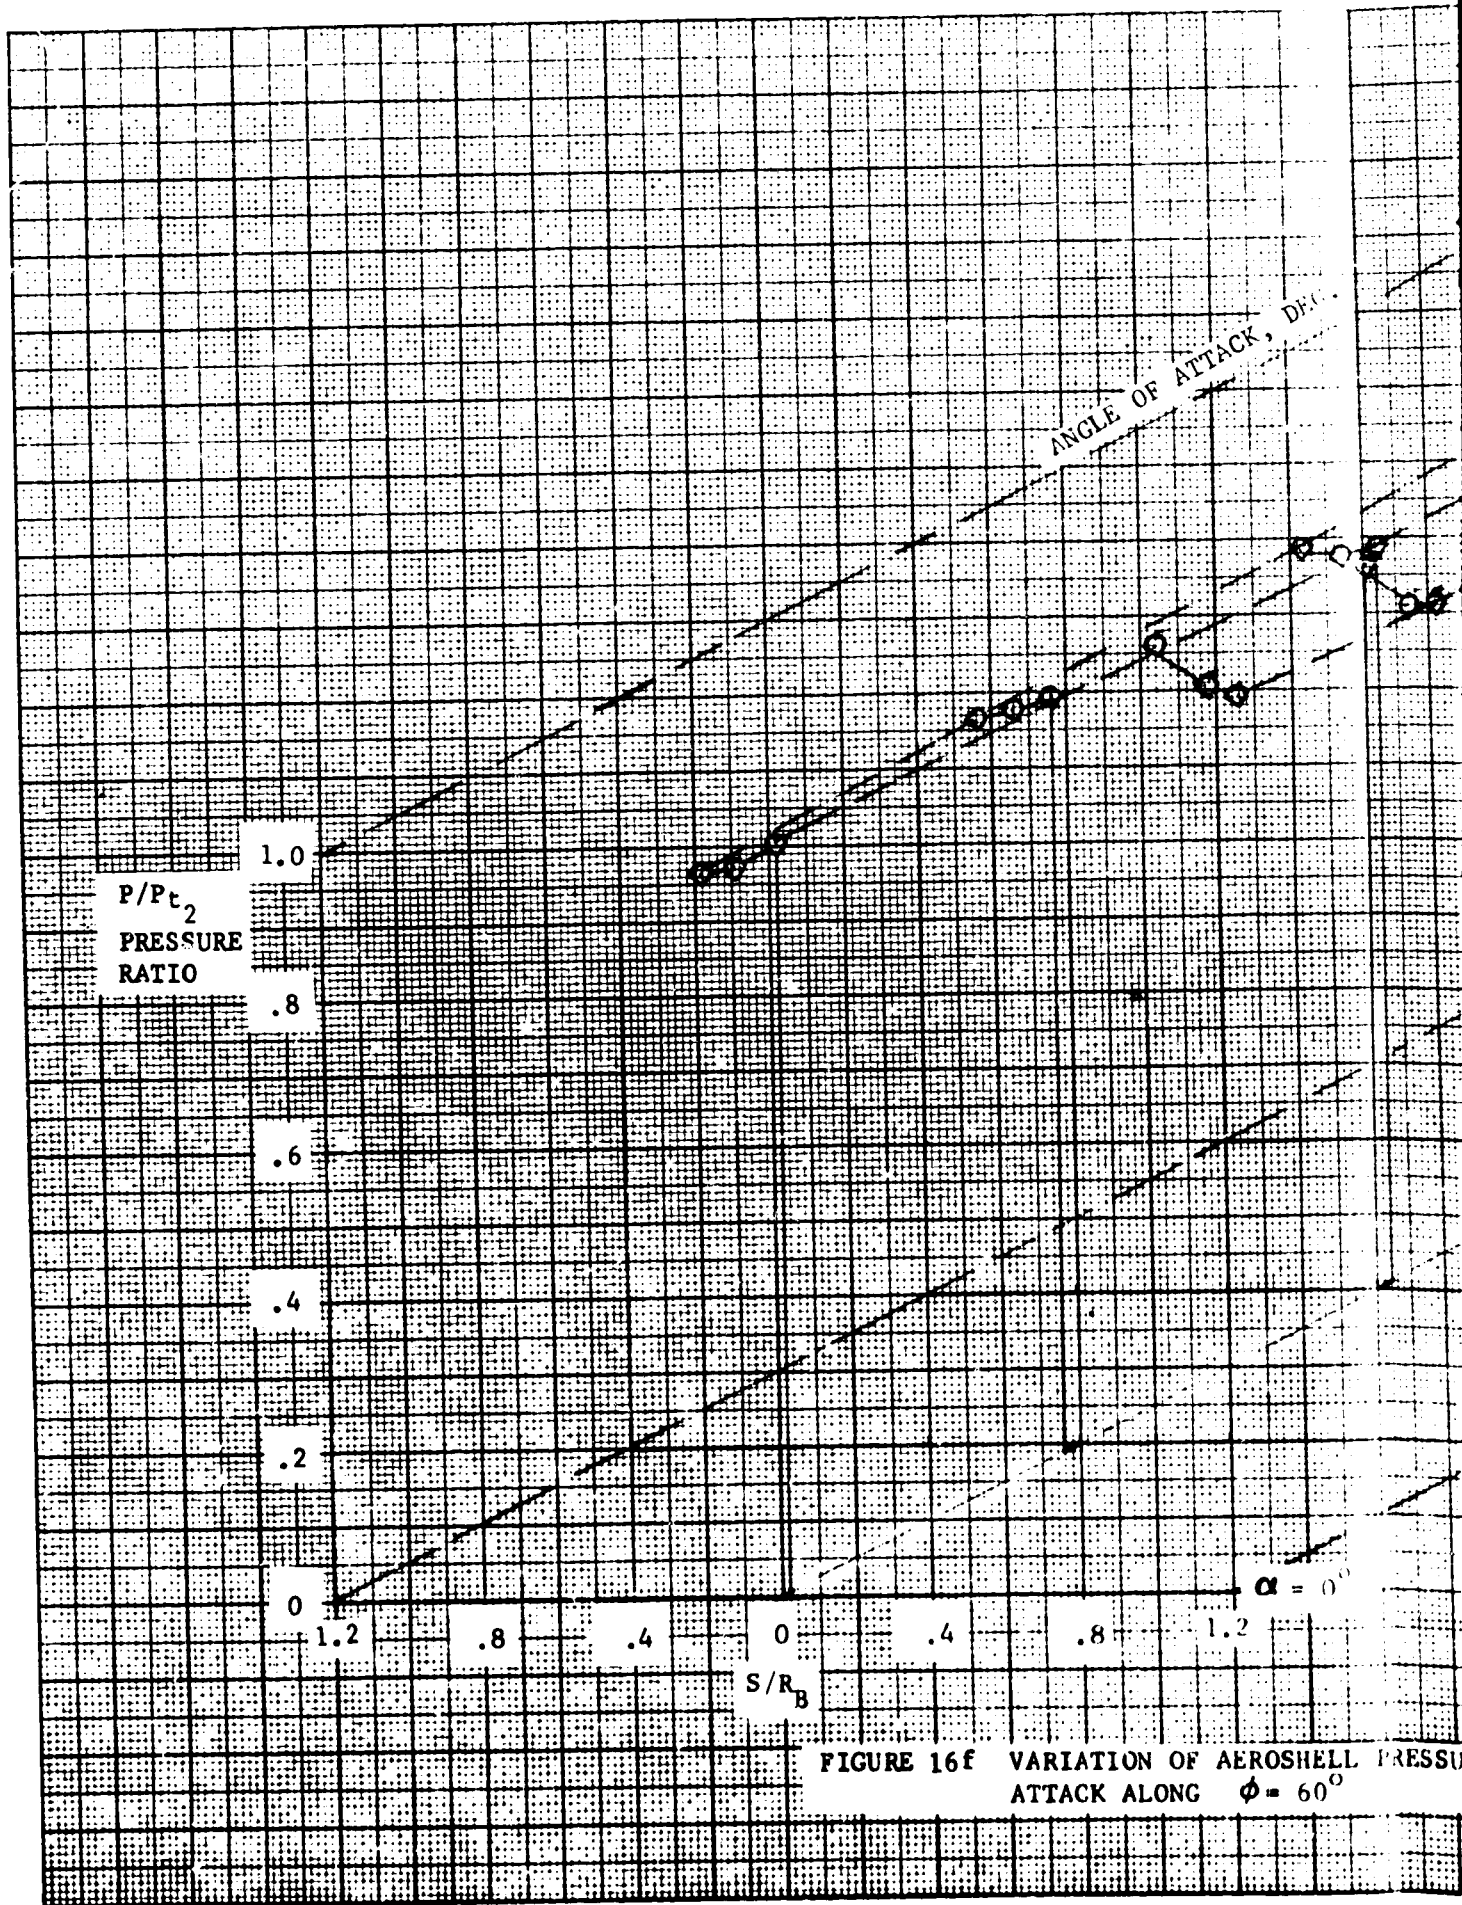 ANGLE OF ATTACK,
1.0
P/Pt2
PRESSURE
RATIO
.8
.6
.4
.2
0
α = 0°
1.2 .8 .4 0 .4 .8 1.2
S/RB
FIGURE 16f VARIATION OF AEROSHELL PRESSU
ATTACK ALONG ϕ = 60°